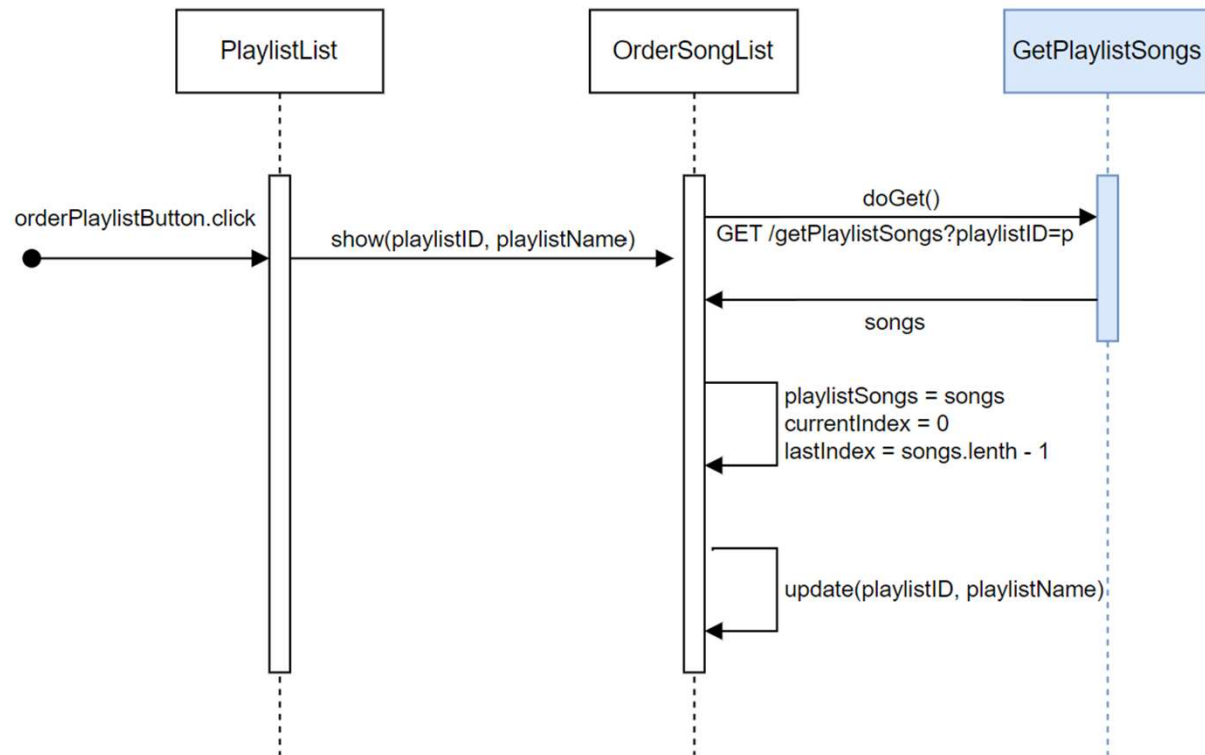 PlaylistList
OrderSongList
GetPlaylistSongs
orderPlaylistButton.click
show(playlistID, playlistName)
doGet()
GET /getPlaylistSongs?playlistID=p
songs
playlistSongs = songs
currentIndex = 0
lastIndex = songs.lenth - 1
update(playlistID, playlistName)